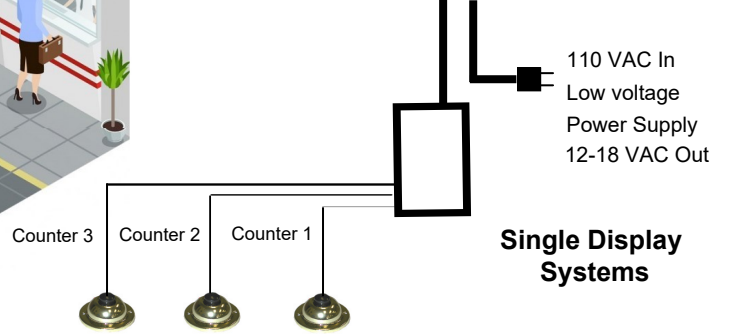 110 VAC In
Low voltage
Power Supply
12-18 VAC Out
Counter 3
Counter 2
Counter 1
Single Display
Systems